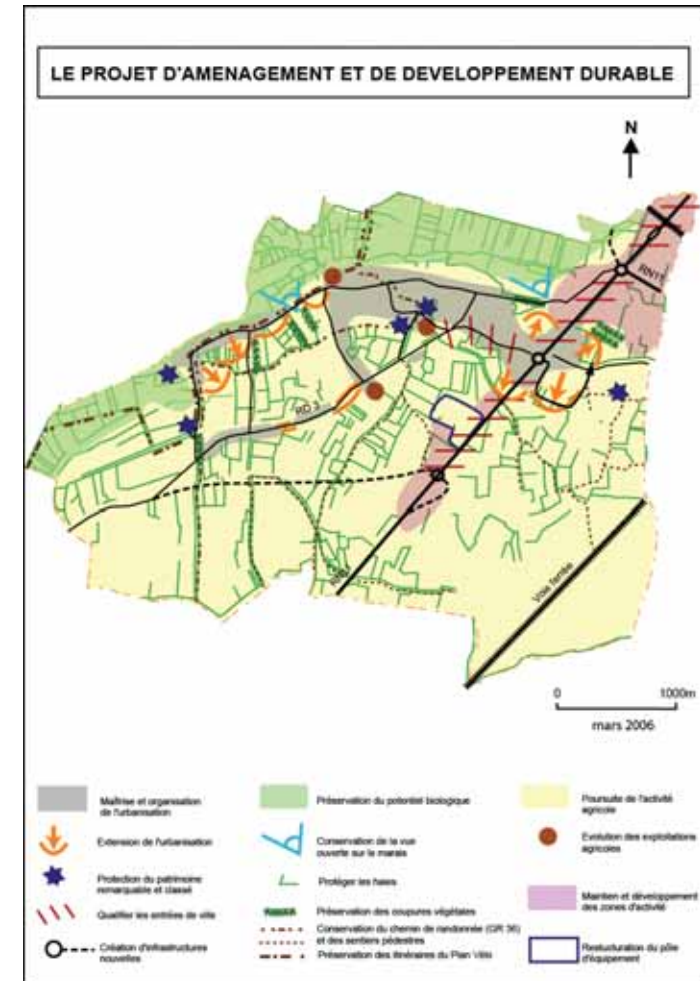 LE PROJET D'AMENAGEMENT ET DE DEVELOPPEMENT DURABLE
N
RN11
RD 3
Voie ferrée
0 1000m
mars 2006
Maîtrise et organisation
de l'urbanisation
Extension de l'urbanisation
Protection du patrimoine
remarquable et classé
Qualifier les entrées de ville
Création d'infrastructures
nouvelles
Préservation du potentiel biologique
Conservation de la vue
ouverte sur le marais
Protéger les haies
Préservation des coupures végétales
Conservation du chemin de randonnée (GR 36)
et des sentiers pédestres
Préservation des itinéraires du Plan Vélo
Poursuite de l'activité
agricole
Evolution des exploitations
agricoles
Maintien et développement
des zones d'activité
Restucturation du pôle
d'équipement